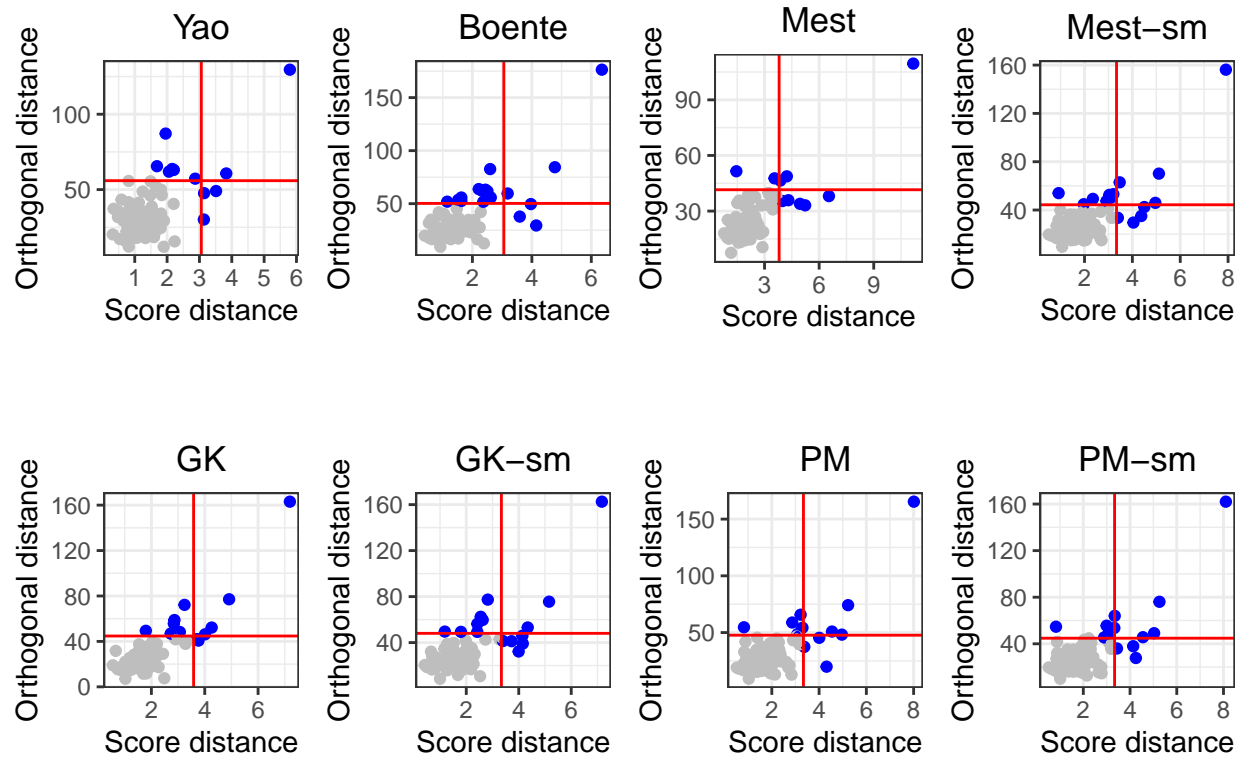 Yao
Orthogonal distance
100
50
1 2 3 4 5 6
Score distance
Boente
Orthogonal distance
150
100
50
2 4 6
Score distance
Mest
Orthogonal distance
90
60
30
3 6 9
Score distance
Mest−sm
Orthogonal distance
160
120
80
40
2 4 6 8
Score distance
GK
Orthogonal distance
160
120
80
40
0
2 4 6
Score distance
GK−sm
Orthogonal distance
160
120
80
40
2 4 6
Score distance
PM
Orthogonal distance
150
100
50
2 4 6 8
Score distance
PM−sm
Orthogonal distance
160
120
80
40
2 4 6 8
Score distance